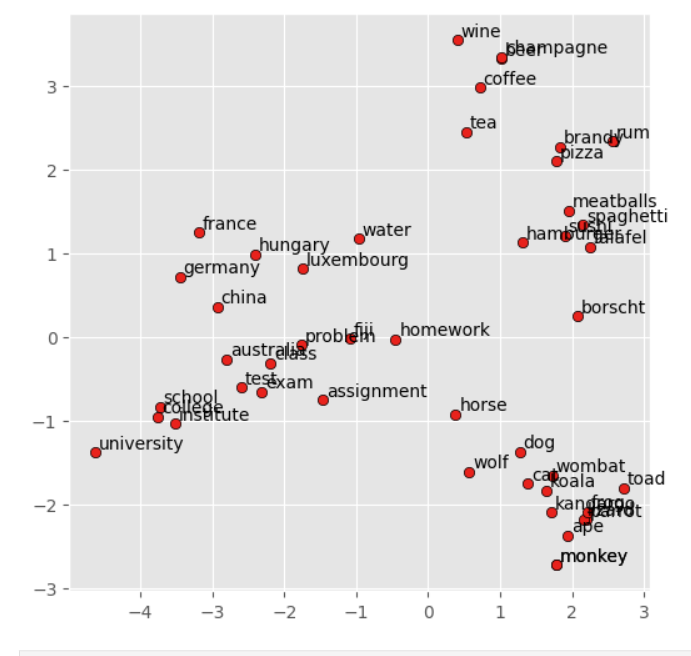 wine
champagne
beer
coffee
3
tea
rum
brandy
pizza
2
meatballs
spaghetti
sushi
hamburger
falafel
france
water
hungary
1
luxembourg
germany
china
borscht
fiji
problem
homework
0
australia
class
test
exam
assignment
school
college
institute
horse
−1
university
dog
wolf
wombat
cat
koala
toad
−2
kangaroo
frog
parrot
ape
monkey
−3
−4 −3 −2 −1 0 1 2 3